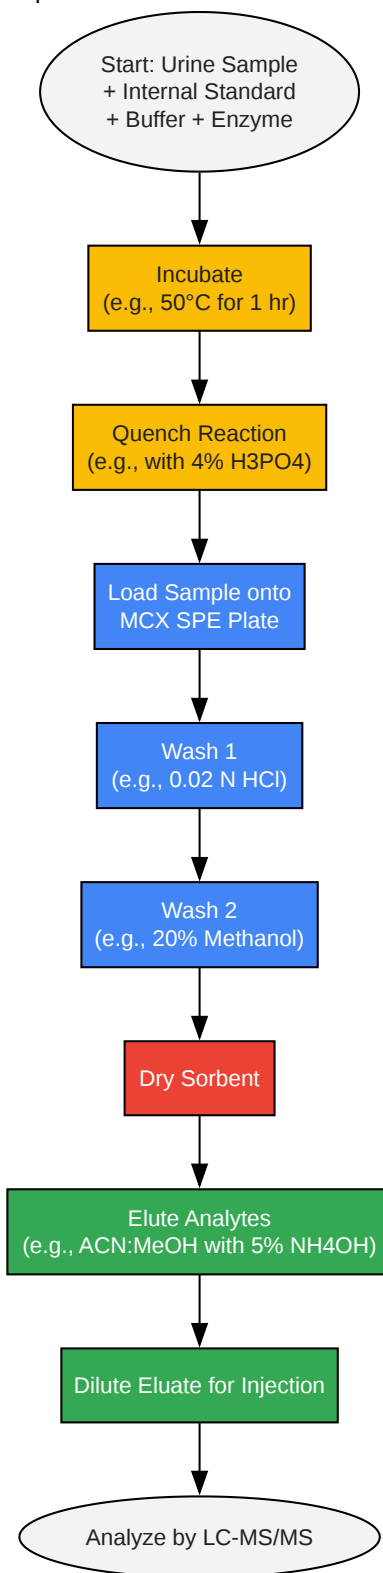 Start: Urine Sample
+ Internal Standard
+ Buffer + Enzyme
Incubate
(e.g., 50°C for 1 hr)
Quench Reaction
(e.g., with 4% H3PO4)
Load Sample onto
MCX SPE Plate
Wash 1
(e.g., 0.02 N HCl)
Wash 2
(e.g., 20% Methanol)
Dry Sorbent
Elute Analytes
(e.g., ACN:MeOH with 5% NH4OH)
Dilute Eluate for Injection
Analyze by LC-MS/MS